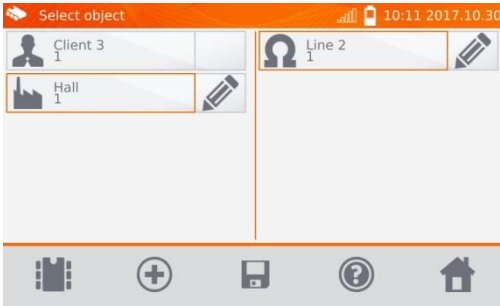 Select object
10:11 2017.10.30
Client 3
1
Hall
1
Line 2
1